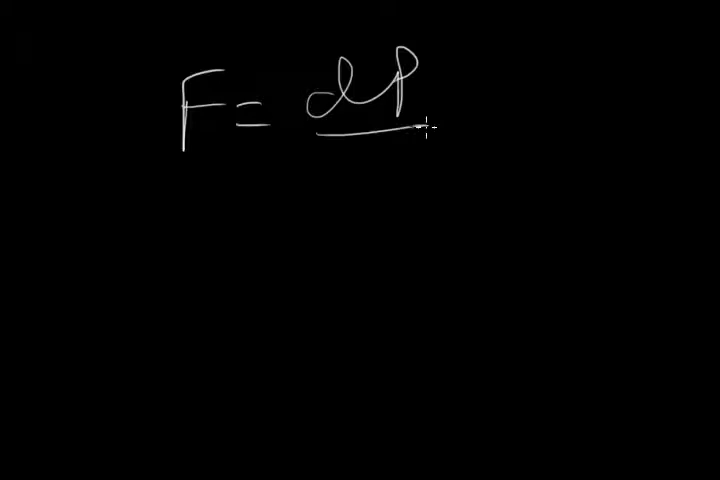 F = dP